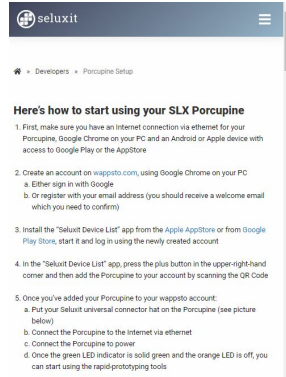 seluxit
» Developers » Porcupine Setup
Here's how to start using your SLX Porcupine
1. First, make sure you have an Internet connection via ethernet for your
Porcupine, Google Chrome on your PC and an Android or Apple device with
access to Google Play or the AppStore
2. Create an account on wappsto.com, using Google Chrome on your PC
a. Either sign in with Google
b. Or register with your email address (you should receive a welcome email
which you need to confirm)
3. Install the "Seluxit Device List" app from the Apple AppStore or from Google
Play Store, start it and log in using the newly created account
4. In the "Seluxit Device List" app, press the plus button in the upper-right-hand
corner and then add the Porcupine to your account by scanning the QR Code
5. Once you've added your Porcupine to your wappsto account:
a. Put your Seluxit universal connector hat on the Porcupine (see picture
below)
b. Connect the Porcupine to the Internet via ethernet
c. Connect the Porcupine to power
d. Once the green LED indicator is solid green and the orange LED is off, you
can start using the rapid-prototyping tools